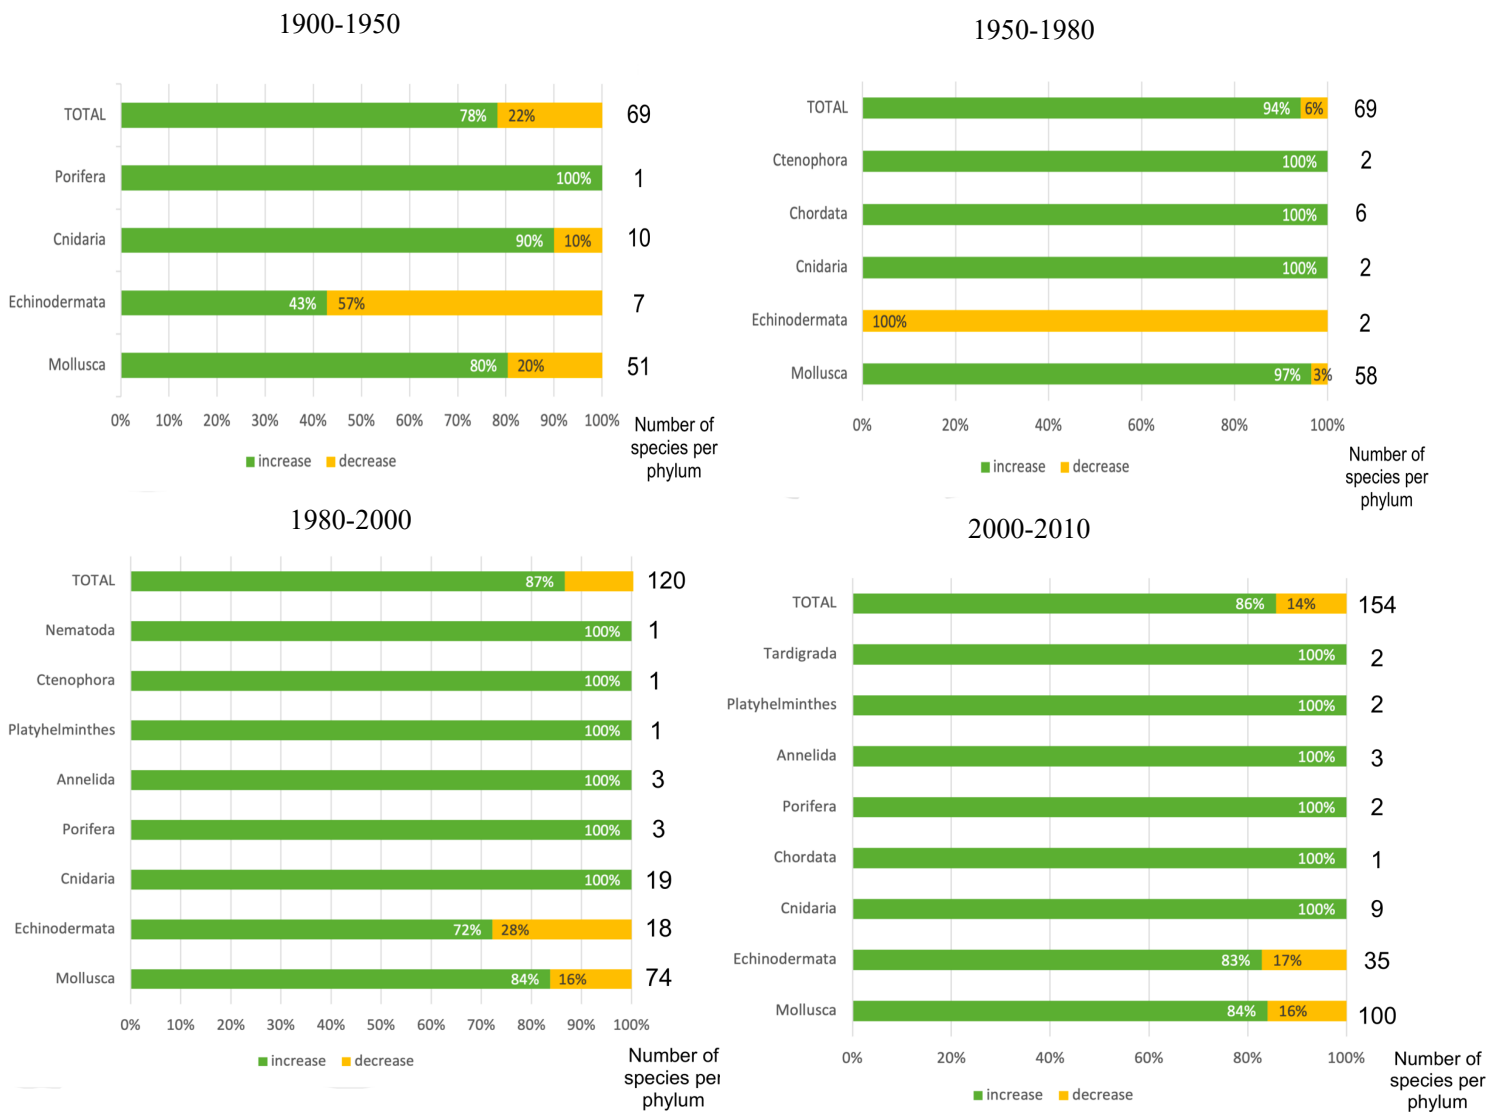 1900-1950
TOTAL 78% 22% 69
Porifera 100% 1
Cnidaria 90% 10% 10
Echinodermata 43% 57% 7
Mollusca 80% 20% 51
0% 10% 20% 30% 40% 50% 60% 70% 80% 90% 100%
Number of
species per
phylum
increase decrease
1950-1980
TOTAL 94% 6% 69
Ctenophora 100% 2
Chordata 100% 6
Cnidaria 100% 2
Echinodermata 100% 2
Mollusca 97% 3% 58
0% 20% 40% 60% 80% 100%
Number of
species per
phylum
increase decrease
1980-2000
TOTAL 87% 120
Nematoda 100% 1
Ctenophora 100% 1
Platyhelminthes 100% 1
Annelida 100% 3
Porifera 100% 3
Cnidaria 100% 19
Echinodermata 72% 28% 18
Mollusca 84% 16% 74
0% 10% 20% 30% 40% 50% 60% 70% 80% 90% 100%
increase decrease
Number of
species per
phylum
2000-2010
TOTAL 86% 14% 154
Tardigrada 100% 2
Platyhelminthes 100% 2
Annelida 100% 3
Porifera 100% 2
Chordata 100% 1
Cnidaria 100% 9
Echinodermata 83% 17% 35
Mollusca 84% 16% 100
0% 20% 40% 60% 80% 100%
Number of
species per
phylum
increase decrease